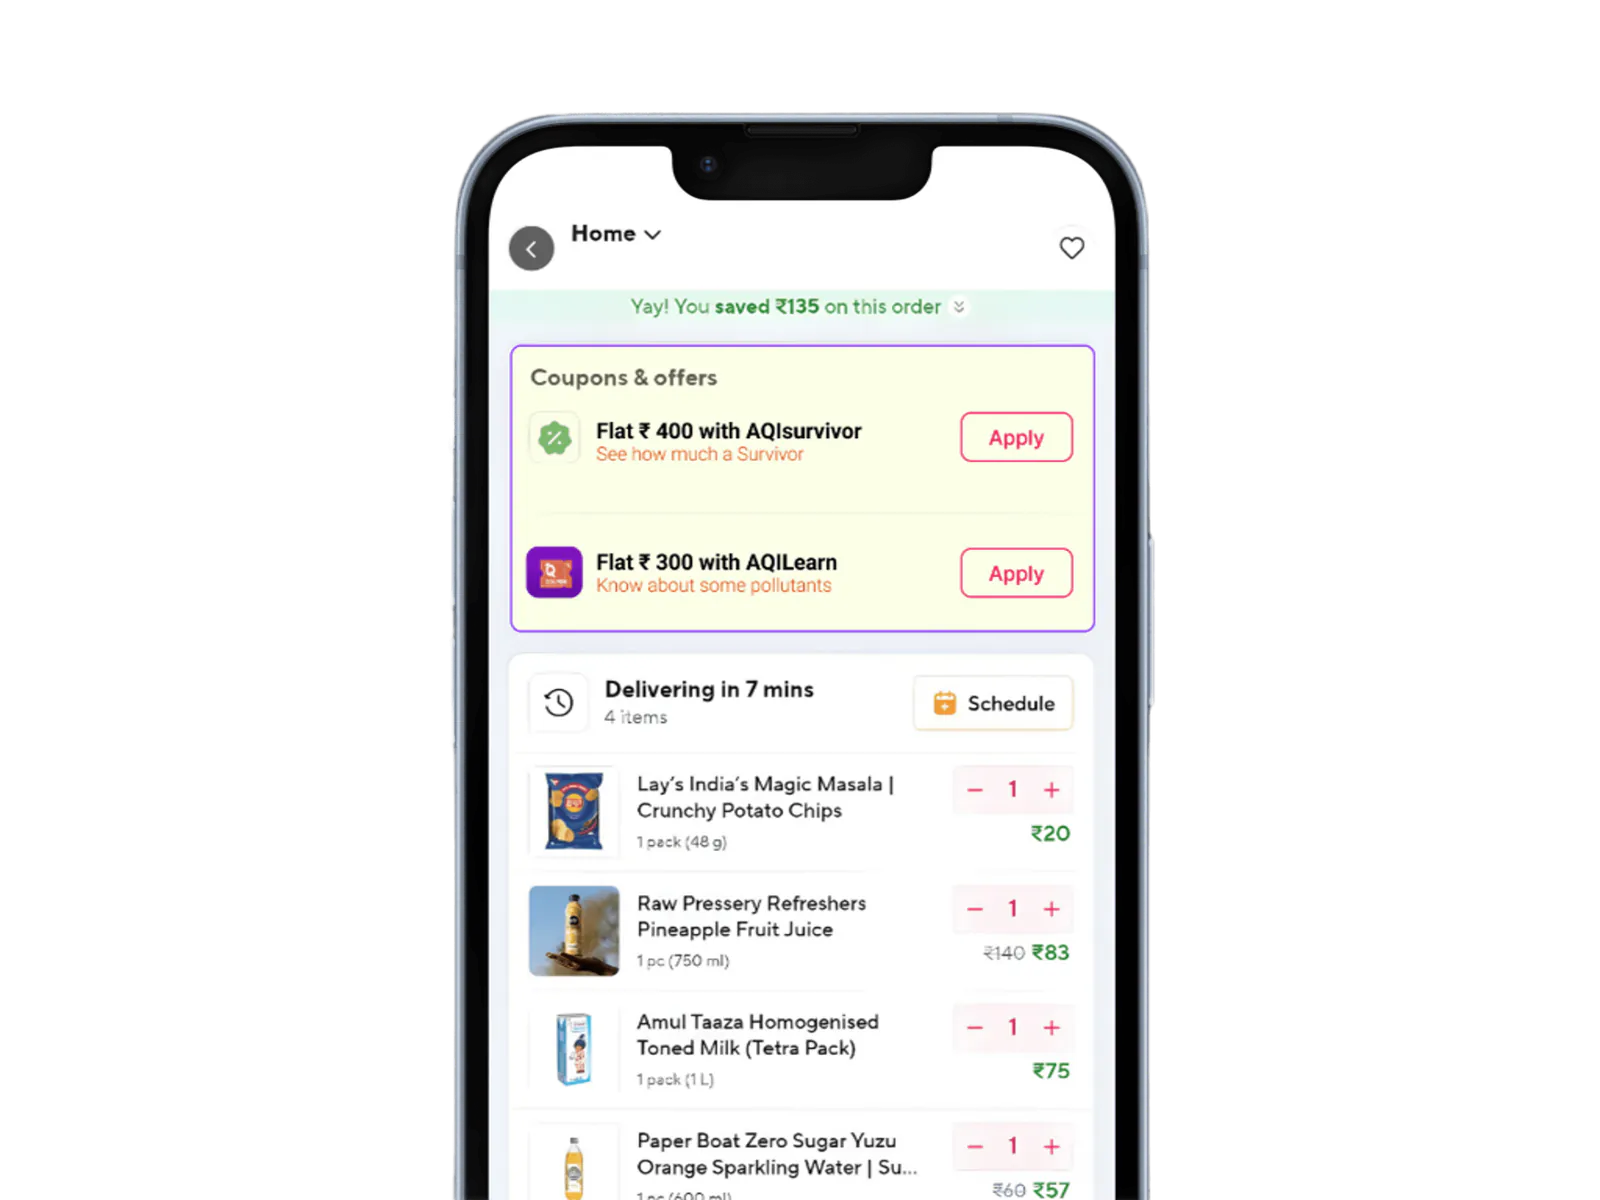 Home
Yay! You saved ₹135 on this order
Coupons & offers
Flat ₹ 400 with AQIsurvivor
See how much a Survivor
Apply
Flat ₹ 300 with AQILearn
Know about some pollutants
Apply
Delivering in 7 mins
4 items
Schedule
Lay's India's Magic Masala |
Crunchy Potato Chips
1 pack (48 g)
− 1 +
₹20
Raw Pressery Refreshers
Pineapple Fruit Juice
1 pc (750 ml)
− 1 +
₹140 ₹83
Amul Taaza Homogenised
Toned Milk (Tetra Pack)
1 pack (1 L)
− 1 +
₹75
Paper Boat Zero Sugar Yuzu
Orange Sparkling Water | Su...
1 pc (600 ml)
− 1 +
₹60 ₹57